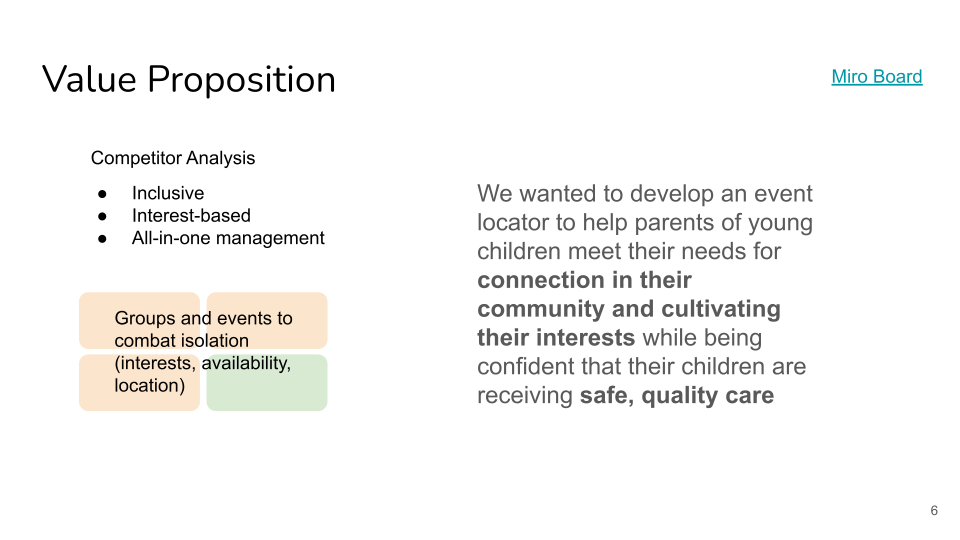 Value Proposition
Miro Board
Competitor Analysis
● Inclusive
● Interest-based
● All-in-one management
Groups and events to
combat isolation
(interests, availability,
location)
We wanted to develop an event
locator to help parents of young
children meet their needs for
connection in their
community and cultivating
their interests while being
confident that their children are
receiving safe, quality care
6